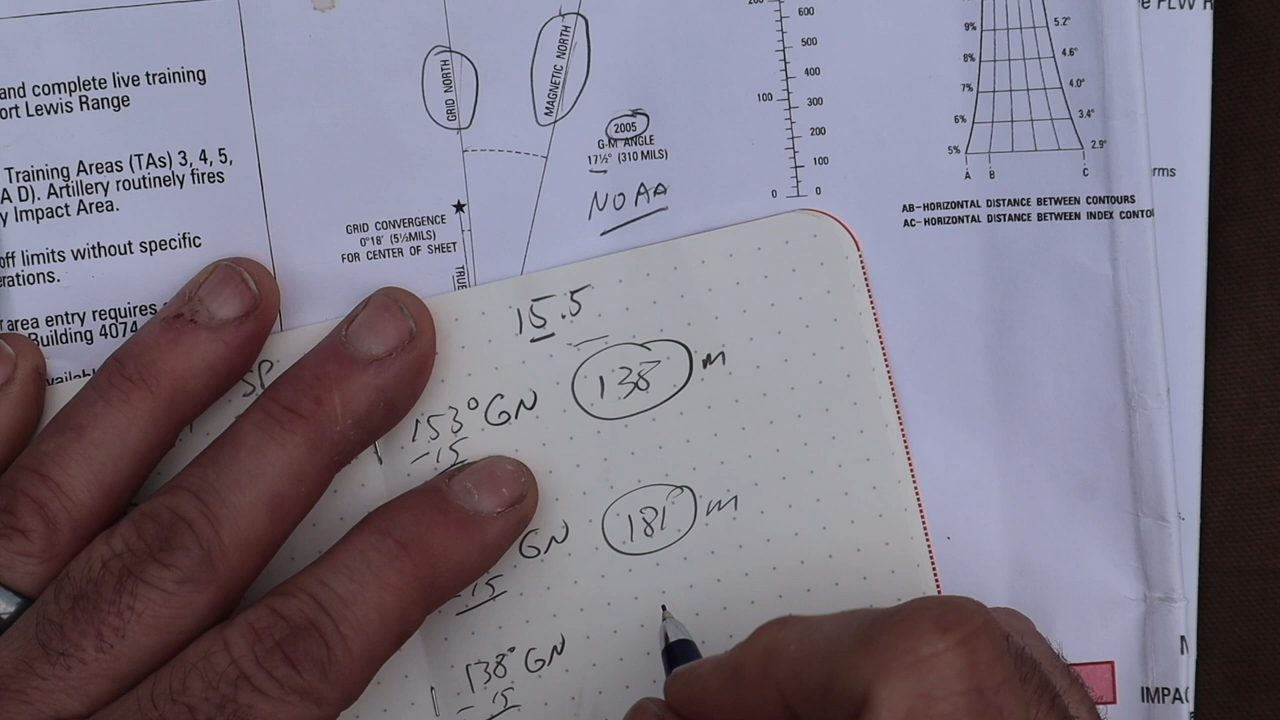 and complete live training
ort Lewis Range
Training Areas (TAs) 3, 4, 5,
A D). Artillery routinely fires
y Impact Area.
off limits without specific
erations.
area entry requires
Building 4074
GRID NORTH
MAGNETIC NORTH
2005
G-M ANGLE
17½° (310 MILS)
NOAA
GRID CONVERGENCE
0°18' (5½MILS)
FOR CENTER OF SHEET
TRUE
600
500
400
100
300
200
100
0
0
9%
5.2°
8%
4.6°
7%
4.0°
6%
3.4°
5%
2.9°
A B C
AB-HORIZONTAL DISTANCE BETWEEN CONTOURS
AC-HORIZONTAL DISTANCE BETWEEN INDEX CONTO
rms
IMPA
15.5
SP
153° GN 138 m
-15
GN 181° m
-15
138° GN
-15